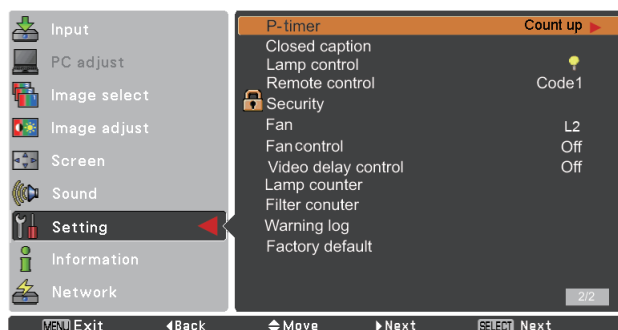 Input
PC adjust
Image select
Image adjust
Screen
Sound
Setting
Information
Network
P-timer Count up
Closed caption
Lamp control
Remote control Code1
Security
Fan L2
Fan control Off
Video delay control Off
Lamp counter
Filter conuter
Warning log
Factory default
2/2
MENU Exit Back Move Next SELECT Next